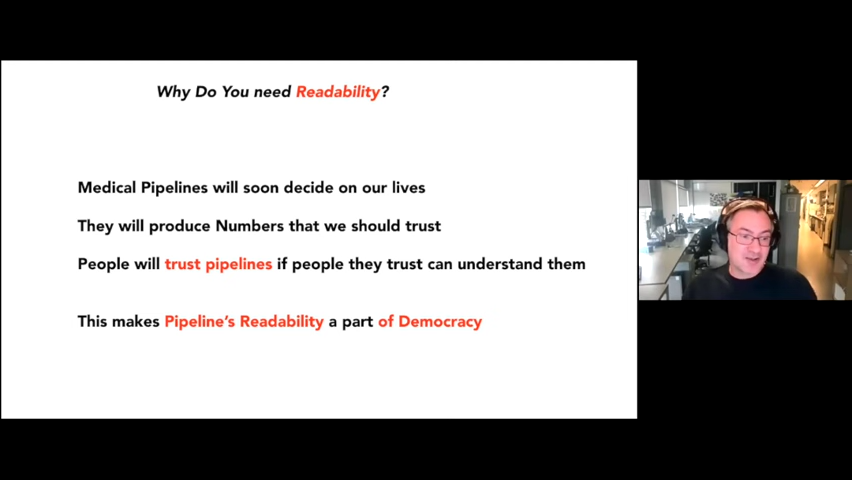 Why Do You need Readability?
Medical Pipelines will soon decide on our lives
They will produce Numbers that we should trust
People will trust pipelines if people they trust can understand them
This makes Pipeline's Readability a part of Democracy